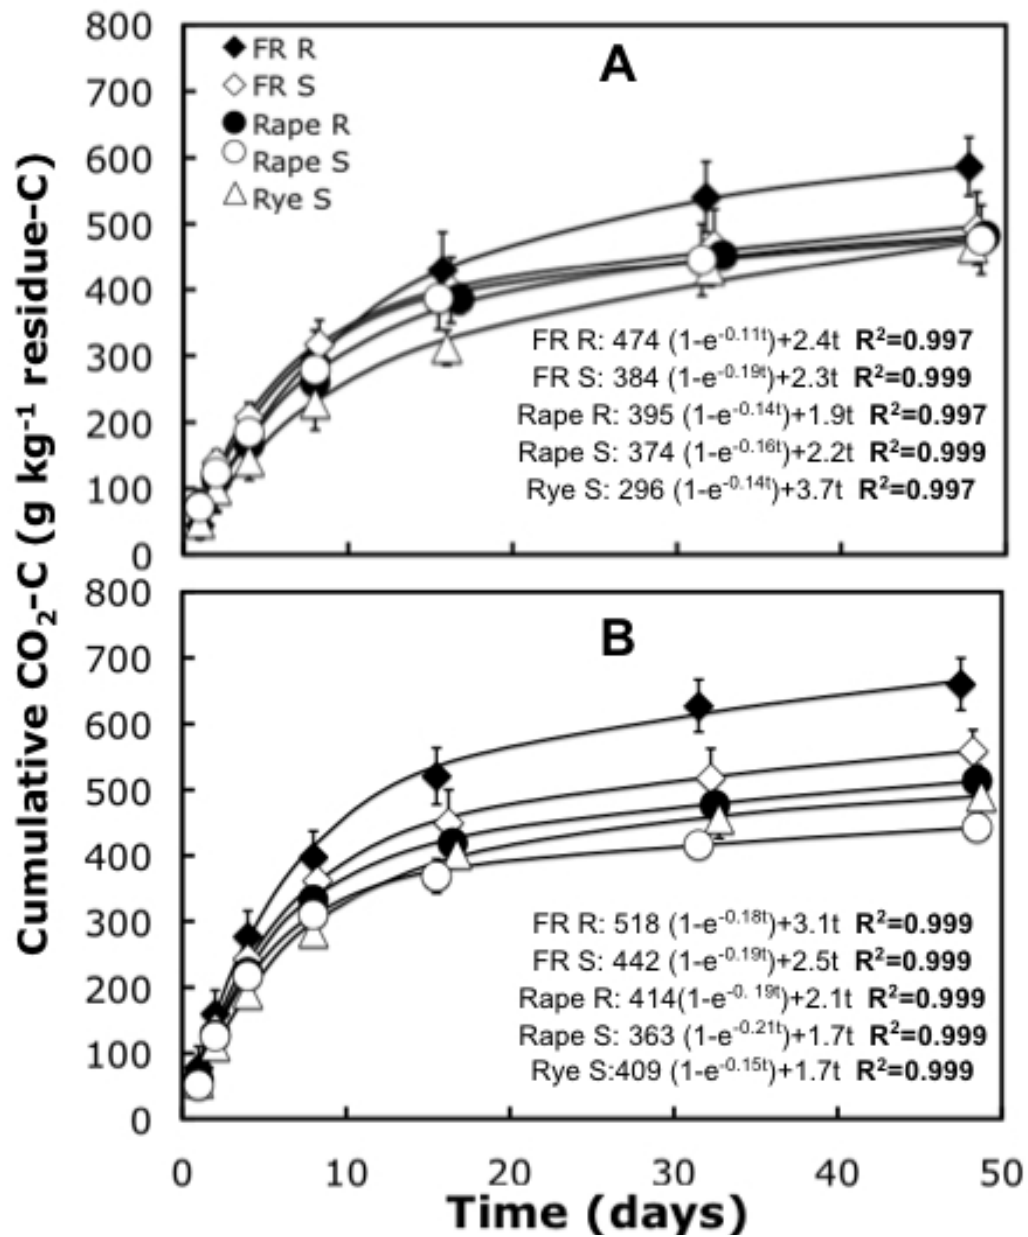 Cumulative CO₂-C (g kg⁻¹ residue-C)
800
700
600
500
400
300
200
100
0
A
FR R
FR S
Rape R
Rape S
Rye S
FR R: 474 (1-e⁻⁰·¹¹ᵗ)+2.4t R²=0.997
FR S: 384 (1-e⁻⁰·¹⁹ᵗ)+2.3t R²=0.999
Rape R: 395 (1-e⁻⁰·¹⁴ᵗ)+1.9t R²=0.997
Rape S: 374 (1-e⁻⁰·¹⁶ᵗ)+2.2t R²=0.999
Rye S: 296 (1-e⁻⁰·¹⁴ᵗ)+3.7t R²=0.997
800
700
600
500
400
300
200
100
0
B
FR R: 518 (1-e⁻⁰·¹⁸ᵗ)+3.1t R²=0.999
FR S: 442 (1-e⁻⁰·¹⁹ᵗ)+2.5t R²=0.999
Rape R: 414(1-e⁻⁰· ¹⁹ᵗ)+2.1t R²=0.999
Rape S: 363 (1-e⁻⁰·²¹ᵗ)+1.7t R²=0.999
Rye S:409 (1-e⁻⁰·¹⁵ᵗ)+1.7t R²=0.999
0 10 20 30 40 50
Time (days)